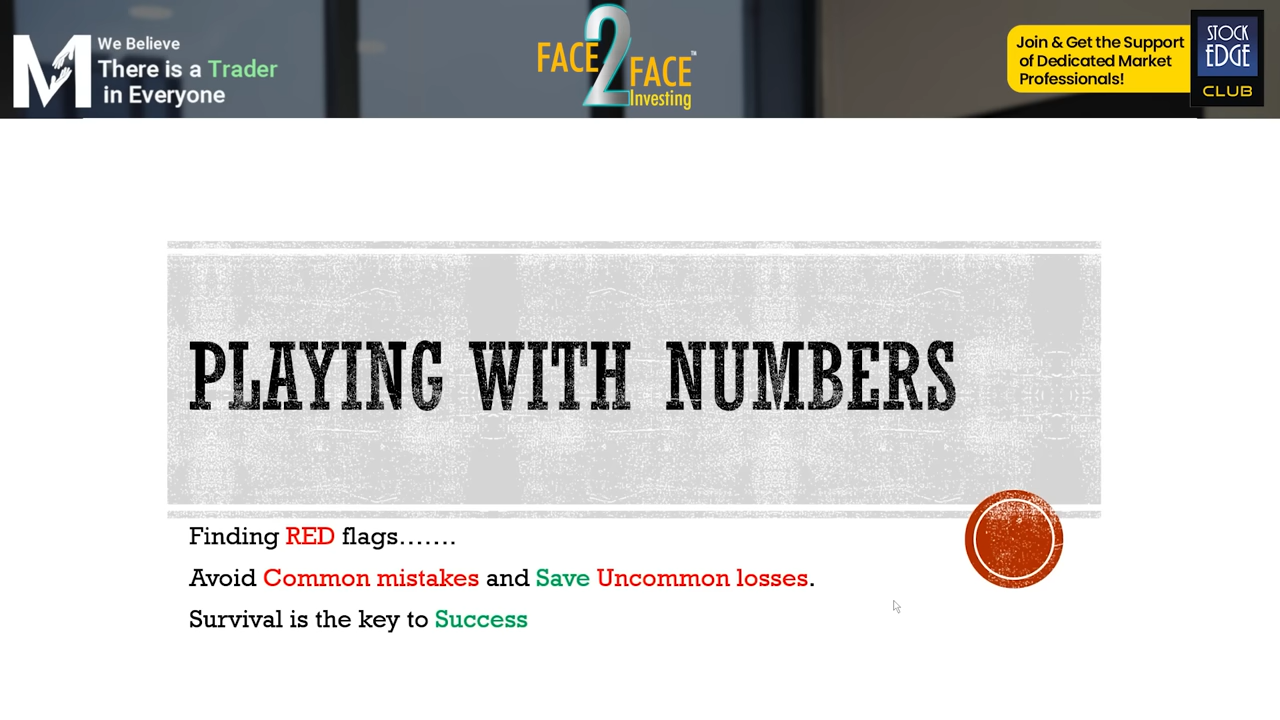 We Believe
There is a Trader
in Everyone
FACE 2 FACE
Investing
™
Join & Get the Support
of Dedicated Market
Professionals!
STOCK
EDGE
CLUB
PLAYING WITH NUMBERS
Finding RED flags.......
Avoid Common mistakes and Save Uncommon losses.
Survival is the key to Success